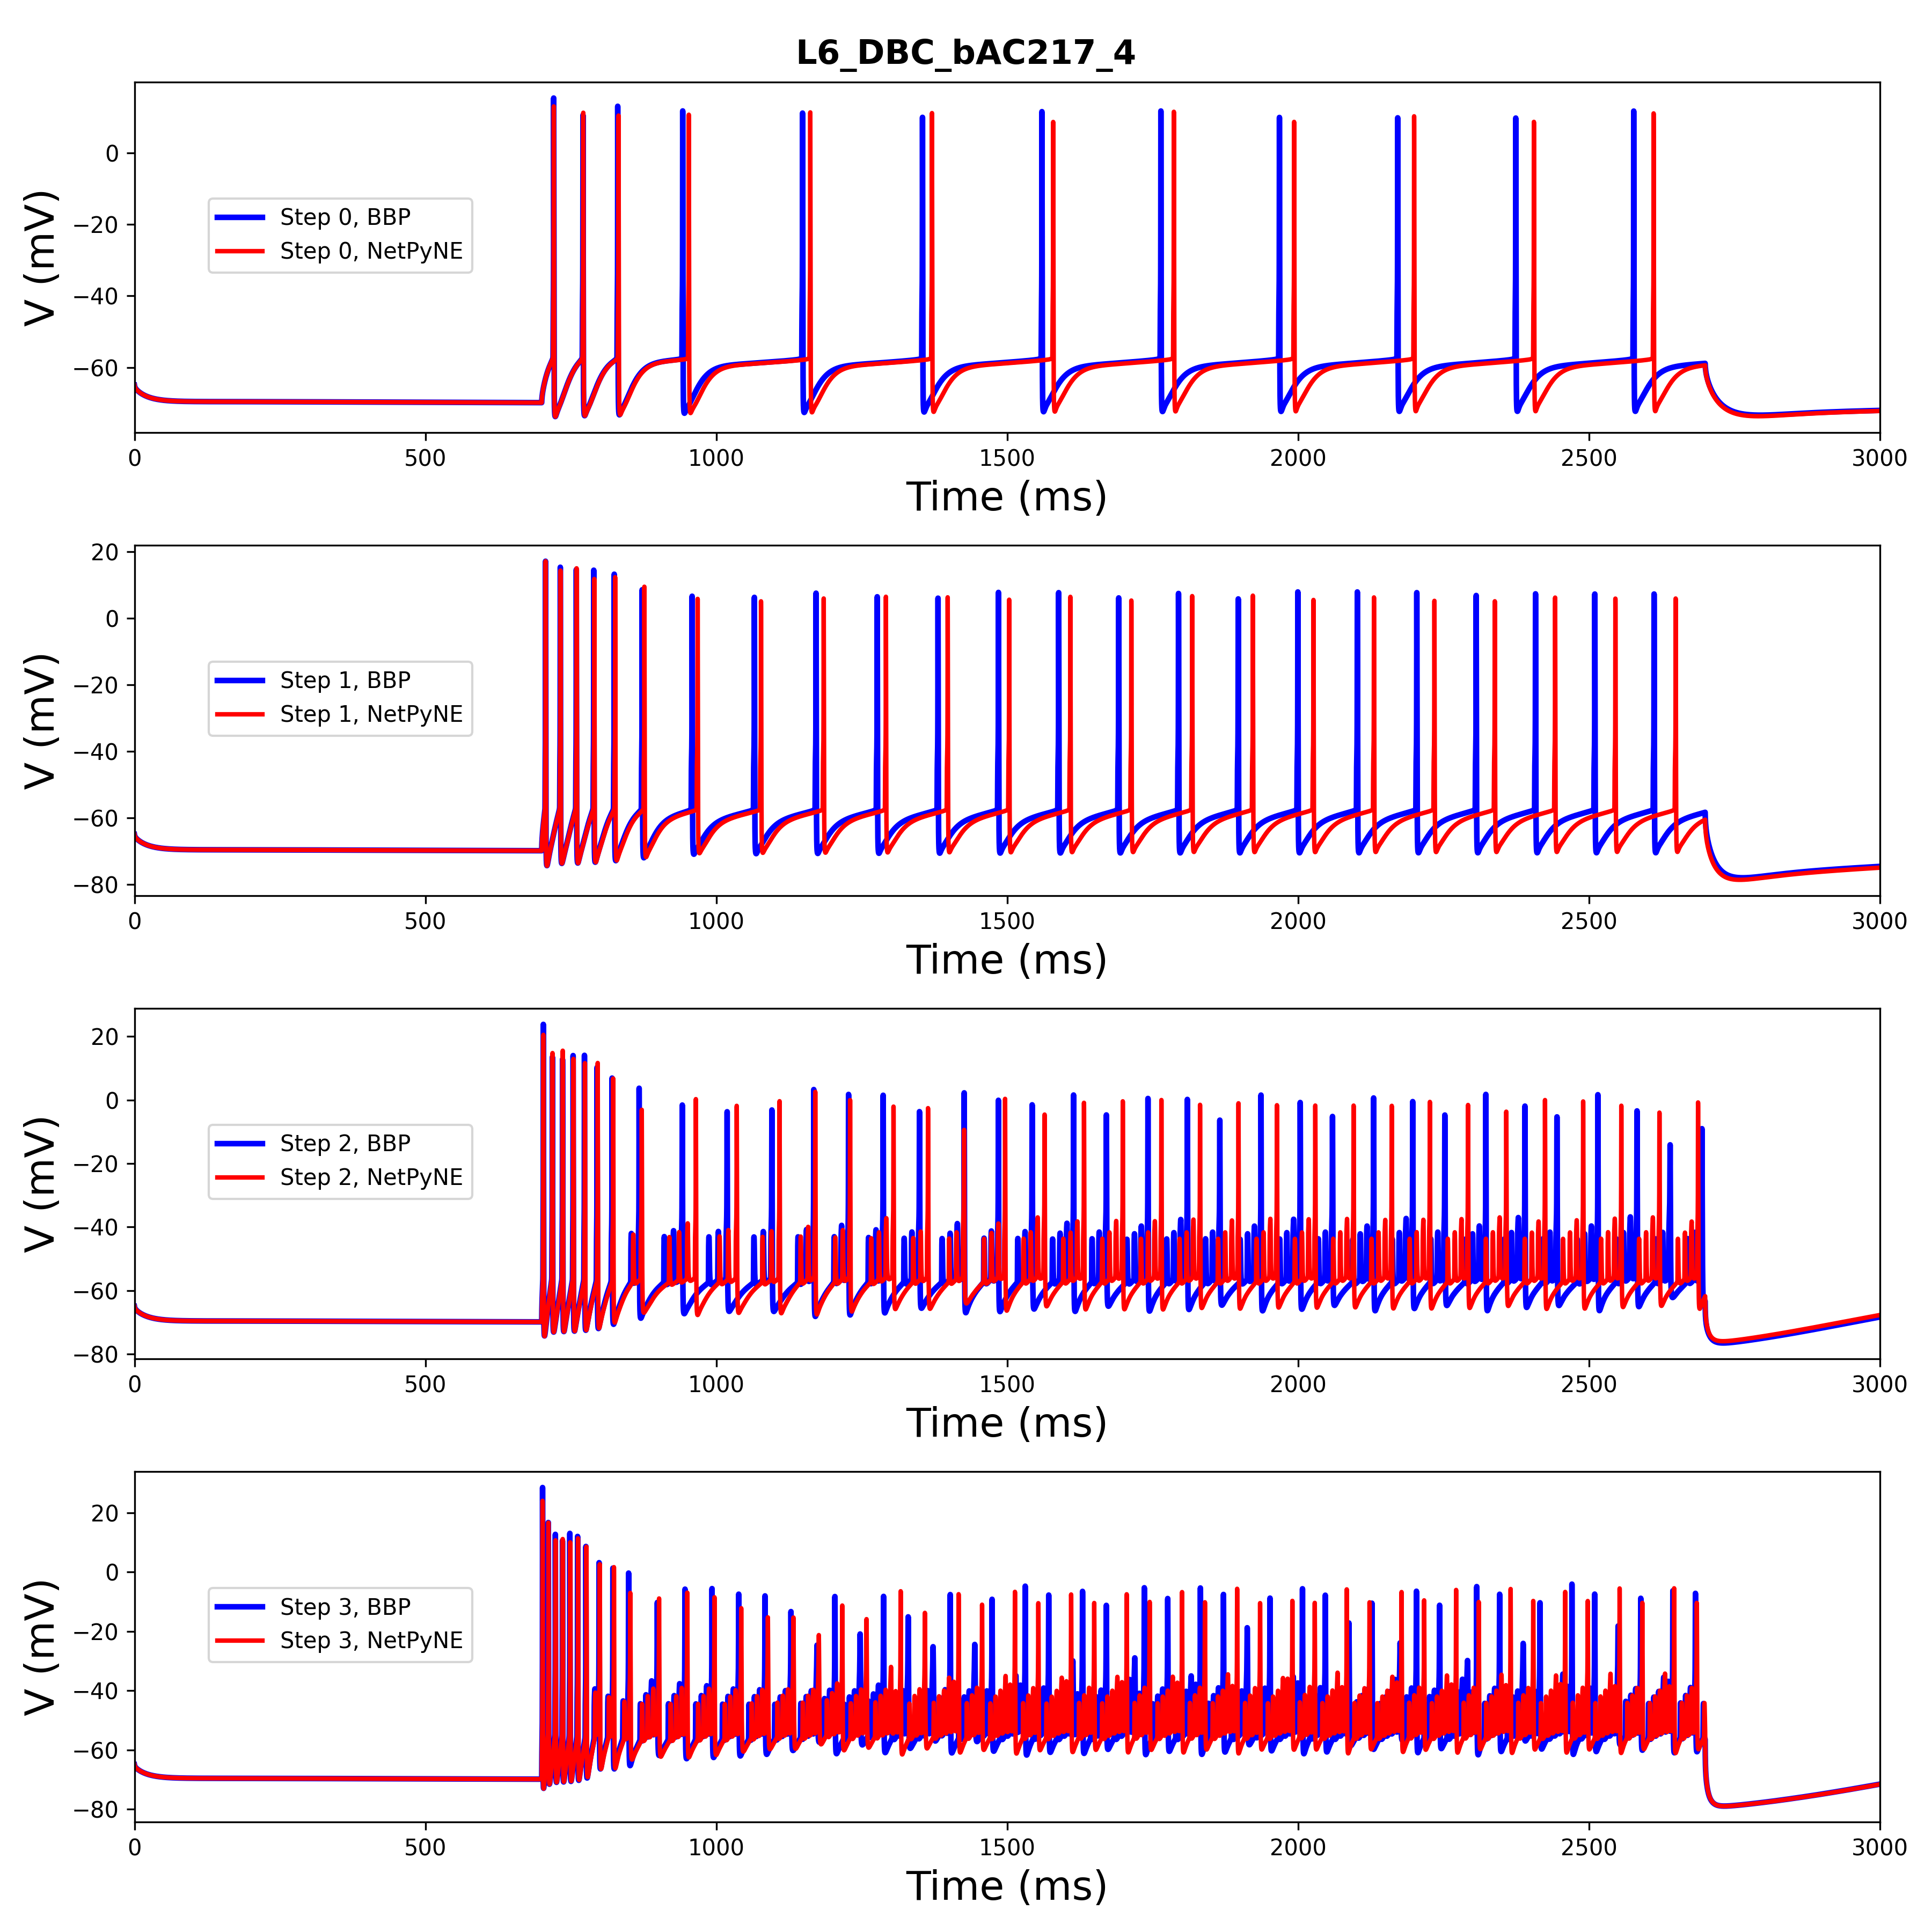 L6_DBC_bAC217_4
0
−20
−40
−60
V (mV)
Step 0, BBP
Step 0, NetPyNE
0 500 1000 1500 2000 2500 3000
Time (ms)
20
0
−20
−40
−60
−80
V (mV)
Step 1, BBP
Step 1, NetPyNE
0 500 1000 1500 2000 2500 3000
Time (ms)
20
0
−20
−40
−60
−80
V (mV)
Step 2, BBP
Step 2, NetPyNE
0 500 1000 1500 2000 2500 3000
Time (ms)
20
0
−20
−40
−60
−80
V (mV)
Step 3, BBP
Step 3, NetPyNE
0 500 1000 1500 2000 2500 3000
Time (ms)